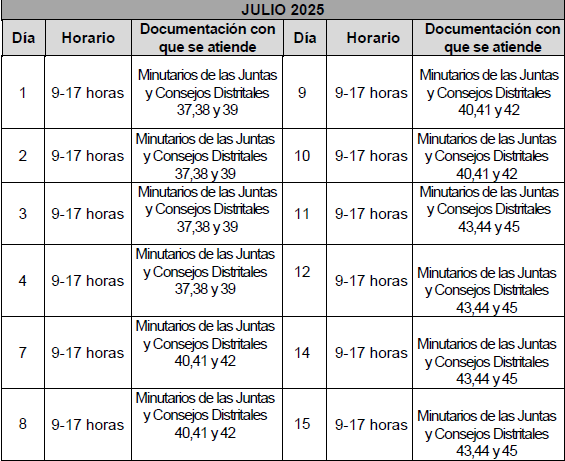 JULIO 2025
Día Horario Documentación con que se atiende Día Horario Documentación con que se atiende
1 9-17 horas Minutarios de las Juntas y Consejos Distritales 37,38 y 39 9 9-17 horas Minutarios de las Juntas y Consejos Distritales 40,41 y 42
2 9-17 horas Minutarios de las Juntas y Consejos Distritales 37,38 y 39 10 9-17 horas Minutarios de las Juntas y Consejos Distritales 40,41 y 42
3 9-17 horas Minutarios de las Juntas y Consejos Distritales 37,38 y 39 11 9-17 horas Minutarios de las Juntas y Consejos Distritales 43,44 y 45
4 9-17 horas Minutarios de las Juntas y Consejos Distritales 37,38 y 39 12 9-17 horas Minutarios de las Juntas y Consejos Distritales 43,44 y 45
7 9-17 horas Minutarios de las Juntas y Consejos Distritales 40,41 y 42 14 9-17 horas Minutarios de las Juntas y Consejos Distritales 43,44 y 45
8 9-17 horas Minutarios de las Juntas y Consejos Distritales 40,41 y 42 15 9-17 horas Minutarios de las Juntas y Consejos Distritales 43,44 y 45